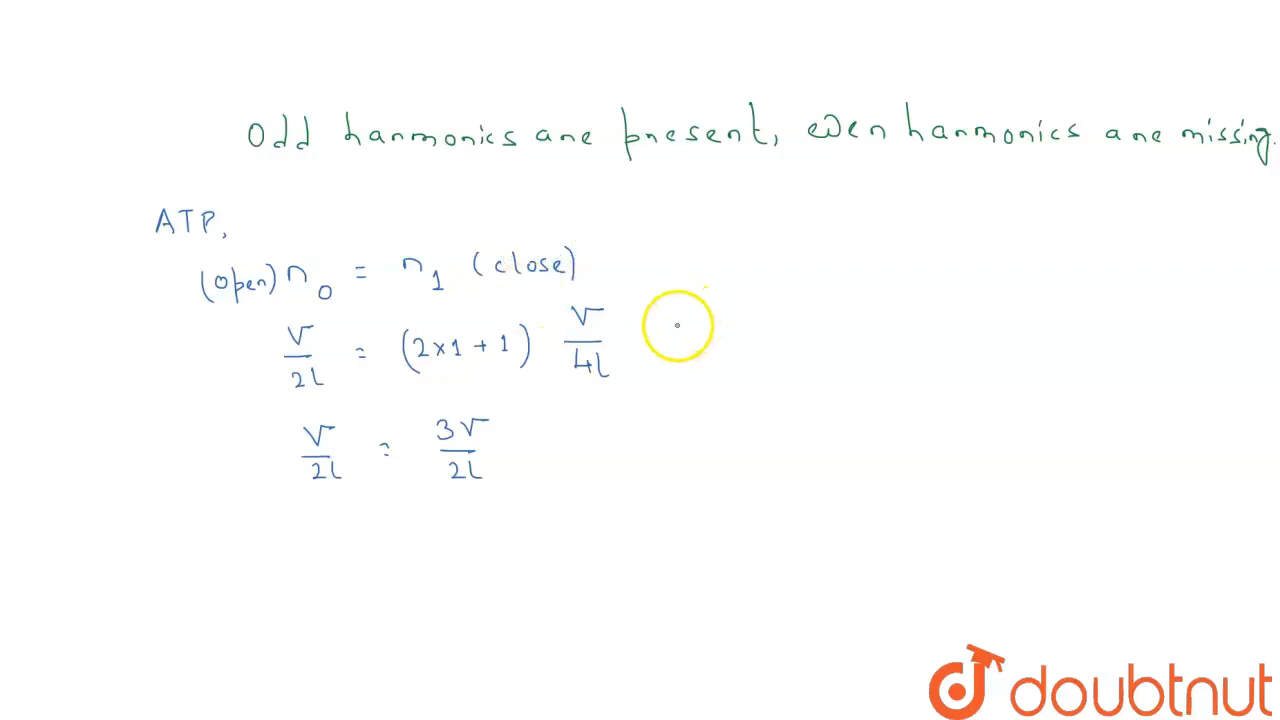 Odd harmonics are present, even harmonics are missing.
ATP,
(open) n₀ = n₁ (close)
V/2l = (2×1+1) V/4l
V/2l = 3V/2l
doubtnut